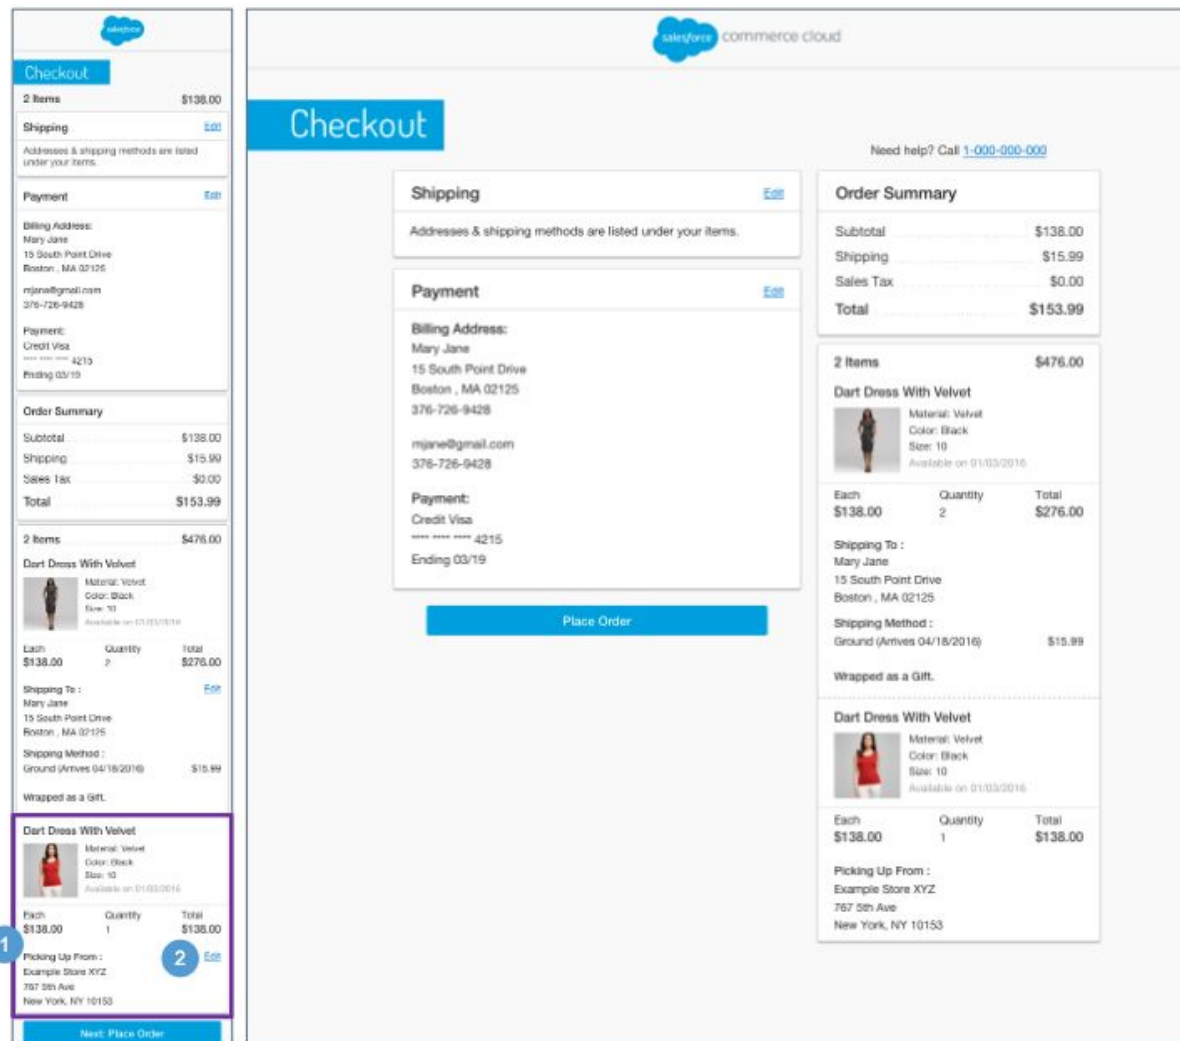 salesforce
Checkout
2 Items $138.00
Shipping Edit
Addresses & shipping methods are listed
under your items.
Payment Edit
Billing Address:
Mary Jane
15 South Point Drive
Boston , MA 02125
mjane@gmail.com
376-726-9428
Payment:
Credit Visa
**** **** **** 4215
Ending 03/19
Order Summary
Subtotal $138.00
Shipping $15.99
Sales Tax $0.00
Total $153.99
2 Items $476.00
Dart Dress With Velvet
Material: Velvet
Color: Black
Size: 10
Available on 01/03/2016
Each Quantity Total
$138.00 2 $276.00
Shipping To : Edit
Mary Jane
15 South Point Drive
Boston , MA 02125
Shipping Method :
Ground (Arrives 04/18/2016) $15.99
Wrapped as a Gift.
Dart Dress With Velvet
Material: Velvet
Color: Black
Size: 10
Available on 01/03/2016
Each Quantity Total
$138.00 1 $138.00
1
Picking Up From : 2 Edit
Example Store XYZ
767 5th Ave
New York, NY 10153
Next: Place Order
salesforce commerce cloud
Checkout
Need help? Call 1-000-000-000
Shipping Edit
Addresses & shipping methods are listed under your items.
Payment Edit
Billing Address:
Mary Jane
15 South Point Drive
Boston , MA 02125
376-726-9428
mjane@gmail.com
376-726-9428
Payment:
Credit Visa
**** **** **** 4215
Ending 03/19
Place Order
Order Summary
Subtotal $138.00
Shipping $15.99
Sales Tax $0.00
Total $153.99
2 Items $476.00
Dart Dress With Velvet
Material: Velvet
Color: Black
Size: 10
Available on 01/03/2016
Each Quantity Total
$138.00 2 $276.00
Shipping To :
Mary Jane
15 South Point Drive
Boston , MA 02125
Shipping Method :
Ground (Arrives 04/18/2016) $15.99
Wrapped as a Gift.
Dart Dress With Velvet
Material: Velvet
Color: Black
Size: 10
Available on 01/03/2016
Each Quantity Total
$138.00 1 $138.00
Picking Up From :
Example Store XYZ
767 5th Ave
New York, NY 10153